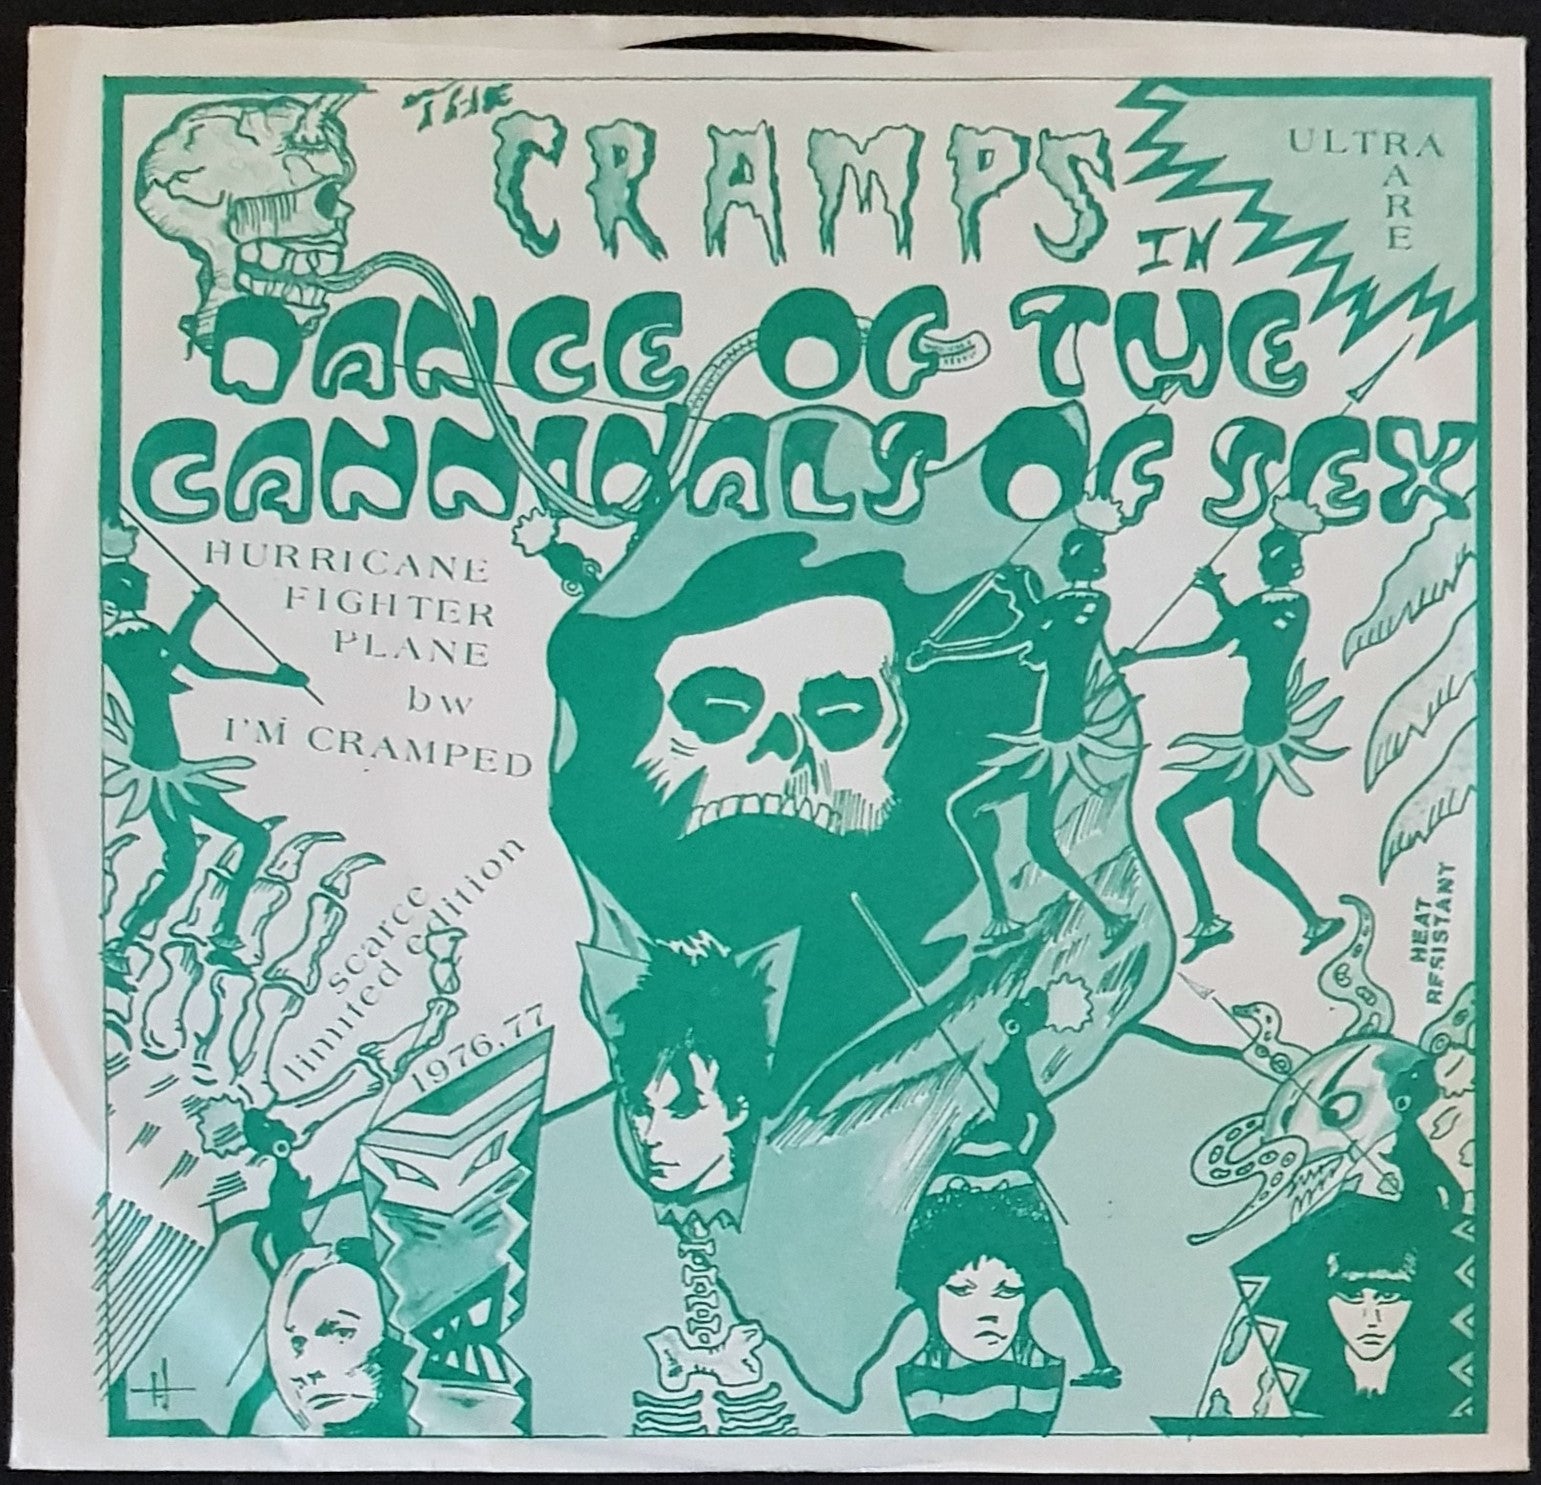 THE
CRAMPS
IN
ULTRA
RARE
DANCE OF THE
CANNIBALS OF SEX
HURRICANE
FIGHTER
PLANE
bw
I'M CRAMPED
scarce
limited edition
1976, 77
HEAT
RESISTANT